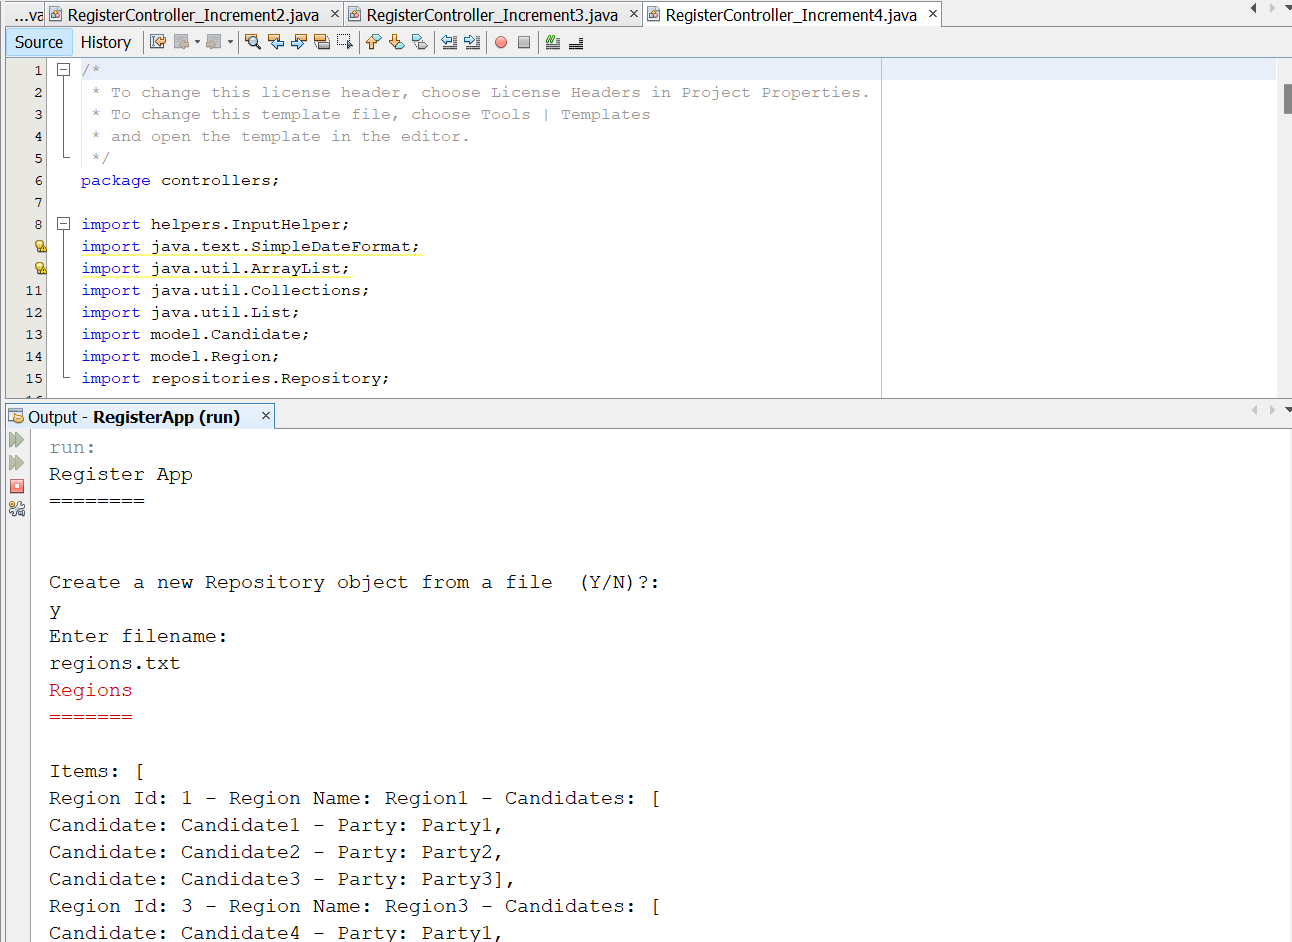 ...va RegisterController_Increment2.java RegisterController_Increment3.java RegisterController_Increment4.java
Source History
1 /*
2 * To change this license header, choose License Headers in Project Properties.
3 * To change this template file, choose Tools | Templates
4 * and open the template in the editor.
5 */
6 package controllers;
7
8 import helpers.InputHelper;
import java.text.SimpleDateFormat;
import java.util.ArrayList;
11 import java.util.Collections;
12 import java.util.List;
13 import model.Candidate;
14 import model.Region;
15 import repositories.Repository;
Output - RegisterApp (run)
run:
Register App
========
Create a new Repository object from a file  (Y/N)?:
y
Enter filename:
regions.txt
Regions
=======
Items: [
Region Id: 1 - Region Name: Region1 - Candidates: [
Candidate: Candidate1 - Party: Party1,
Candidate: Candidate2 - Party: Party2,
Candidate: Candidate3 - Party: Party3],
Region Id: 3 - Region Name: Region3 - Candidates: [
Candidate: Candidate4 - Party: Party1,